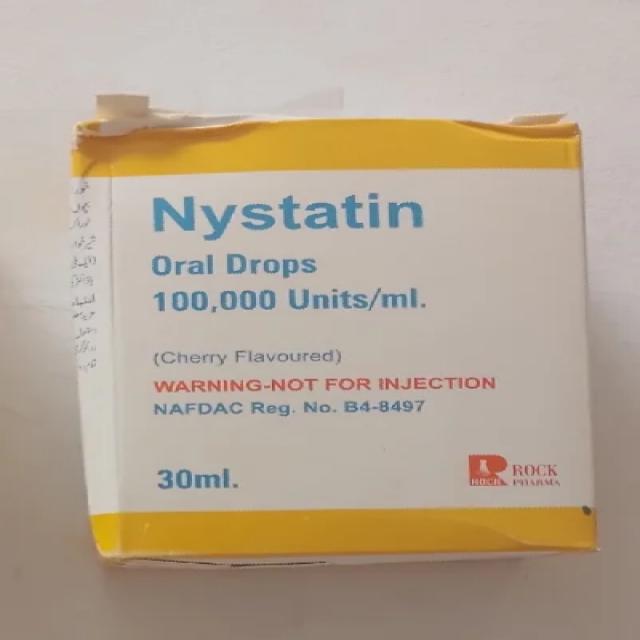 Nystatin
Oral Drops
100,000 Units/ml.
(Cherry Flavoured)
WARNING-NOT FOR INJECTION
NAFDAC Reg. No. B4-8497
30ml.
ROCK
ROCK
PHARMA